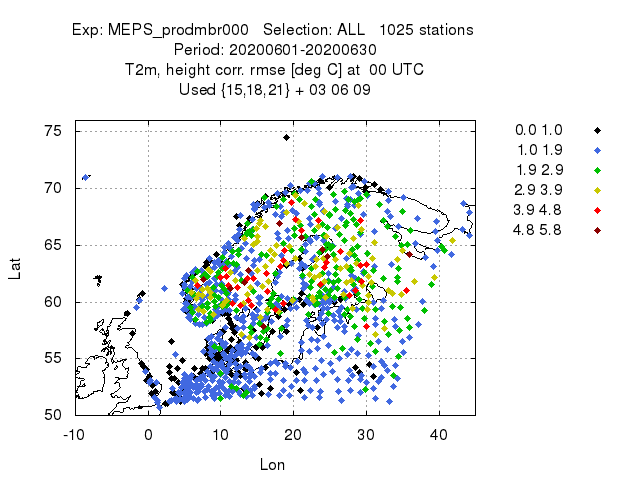 Exp: MEPS_prodmbr000 Selection: ALL 1025 stations
Period: 20200601-20200630
T2m, height corr. rmse [deg C] at 00 UTC
Used {15,18,21} + 03 06 09
0.0 1.0
1.0 1.9
1.9 2.9
2.9 3.9
3.9 4.8
4.8 5.8
75
70
65
60
55
50
Lat
-10 0 10 20 30 40
Lon